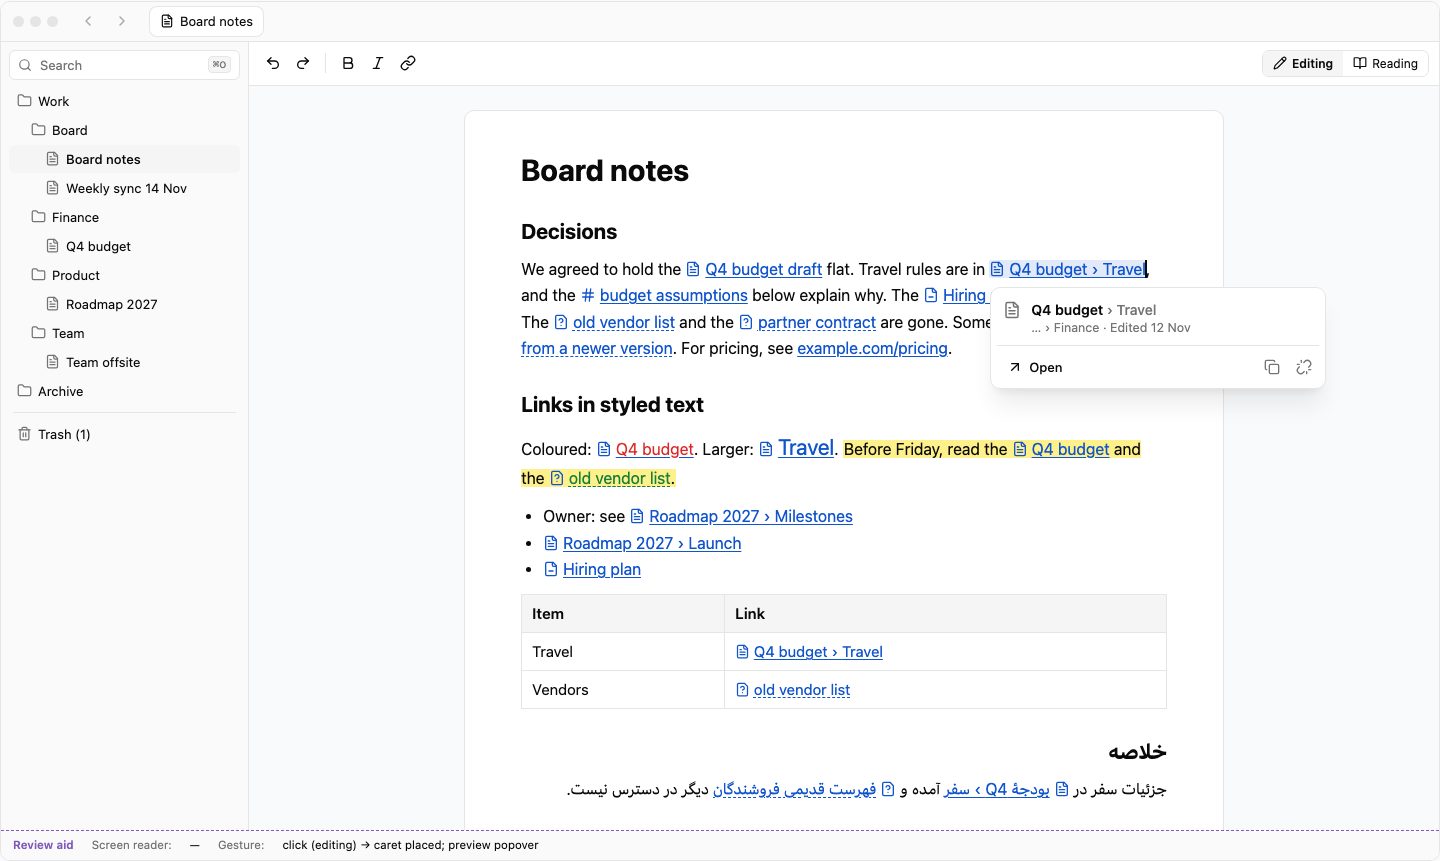 Board notes
Search
⌘O
Work
Board
Board notes
Weekly sync 14 Nov
Finance
Q4 budget
Product
Roadmap 2027
Team
Team offsite
Archive
Trash (1)
B I
Editing
Reading
Board notes
Decisions
We agreed to hold the Q4 budget draft flat. Travel rules are in Q4 budget › Travel,
and the # budget assumptions below explain why. The Hiring
The old vendor list and the partner contract are gone. Some
from a newer version. For pricing, see example.com/pricing.
Q4 budget › Travel
... › Finance · Edited 12 Nov
Open
Links in styled text
Coloured: Q4 budget. Larger: Travel. Before Friday, read the Q4 budget and
the old vendor list.
• Owner: see Roadmap 2027 › Milestones
• Roadmap 2027 › Launch
• Hiring plan
Item Link
Travel Q4 budget › Travel
Vendors old vendor list
خلاصه
جزئیات سفر در بودجهٔ Q4 › سفر آمده و فهرست قدیمی فروشندگان دیگر در دسترس نیست.
Review aid Screen reader: — Gesture: click (editing) → caret placed; preview popover